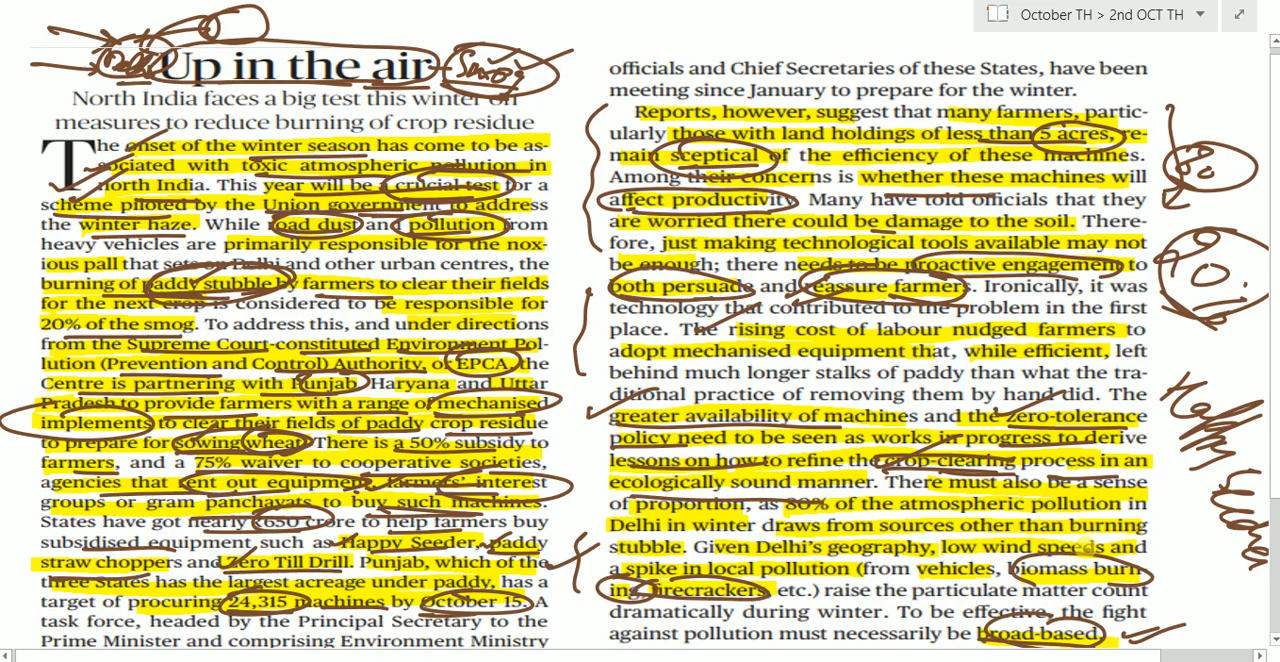 October TH > 2nd OCT TH
Up in the air
Smog
North India faces a big test this winter on
measures to reduce burning of crop residue
The onset of the winter season has come to be as-
sociated with toxic atmospheric pollution in
north India. This year will be a crucial test for a
scheme piloted by the Union government to address
the winter haze. While road dust and pollution from
heavy vehicles are primarily responsible for the nox-
ious pall that sets on Delhi and other urban centres, the
burning of paddy stubble by farmers to clear their fields
for the next crop is considered to be responsible for
20% of the smog. To address this, and under directions
from the Supreme Court-constituted Environment Pol-
lution (Prevention and Control) Authority, or EPCA, the
Centre is partnering with Punjab, Haryana and Uttar
Pradesh to provide farmers with a range of mechanised
implements to clear their fields of paddy crop residue
to prepare for sowing wheat. There is a 50% subsidy to
farmers, and a 75% waiver to cooperative societies,
agencies that rent out equipment, farmers' interest
groups or gram panchayats to buy such machines.
States have got nearly ₹650 crore to help farmers buy
subsidised equipment such as Happy Seeder, paddy
straw choppers and Zero Till Drill. Punjab, which of the
three States has the largest acreage under paddy, has a
target of procuring 24,315 machines by October 15. A
task force, headed by the Principal Secretary to the
Prime Minister and comprising Environment Ministry
officials and Chief Secretaries of these States, have been
meeting since January to prepare for the winter.
Reports, however, suggest that many farmers, partic-
ularly those with land holdings of less than 5 acres, re-
main sceptical of the efficiency of these machines.
Among their concerns is whether these machines will
affect productivity. Many have told officials that they
are worried there could be damage to the soil. There-
fore, just making technological tools available may not
be enough; there needs to be proactive engagement to
both persuade and reassure farmers. Ironically, it was
technology that contributed to the problem in the first
place. The rising cost of labour nudged farmers to
adopt mechanised equipment that, while efficient, left
behind much longer stalks of paddy than what the tra-
ditional practice of removing them by hand did. The
greater availability of machines and the zero-tolerance
policy need to be seen as works in progress to derive
lessons on how to refine the crop-clearing process in an
ecologically sound manner. There must also be a sense
of proportion, as 80% of the atmospheric pollution in
Delhi in winter draws from sources other than burning
stubble. Given Delhi's geography, low wind speeds and
a spike in local pollution (from vehicles, biomass burn-
ing, firecrackers, etc.) raise the particulate matter count
dramatically during winter. To be effective, the fight
against pollution must necessarily be broad-based.